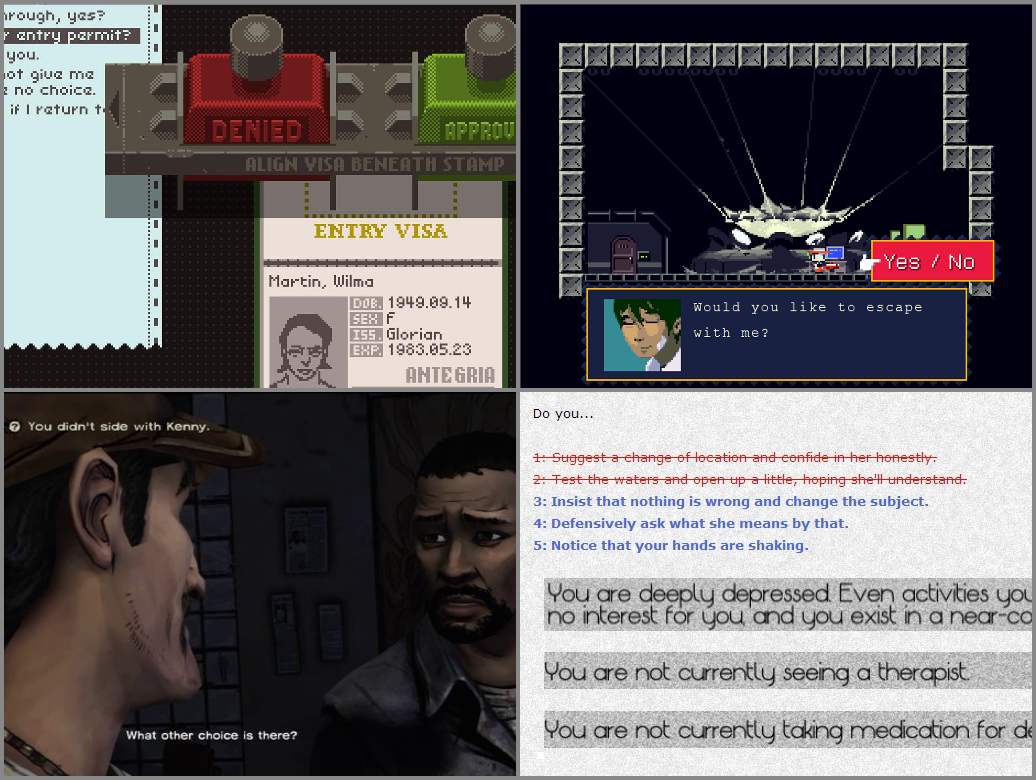 hrough, yes?
r entry permit?
you.
not give me
e no choice.
if I return to
DENIED
APPROV
ALIGN VISA BENEATH STAMP
ENTRY VISA
Martin, Wilma
DOB. 1949.09.14
SEX F
ISS. Glorian
EXP. 1983.05.23
ANTEGRIA
Yes / No
Would you like to escape
with me?
? You didn't side with Kenny.
What other choice is there?
Do you...
1: Suggest a change of location and confide in her honestly.
2: Test the waters and open up a little, hoping she'll understand.
3: Insist that nothing is wrong and change the subject.
4: Defensively ask what she means by that.
5: Notice that your hands are shaking.
You are deeply depressed. Even activities you
no interest for you, and you exist in a near-co
You are not currently seeing a therapist.
You are not currently taking medication for de